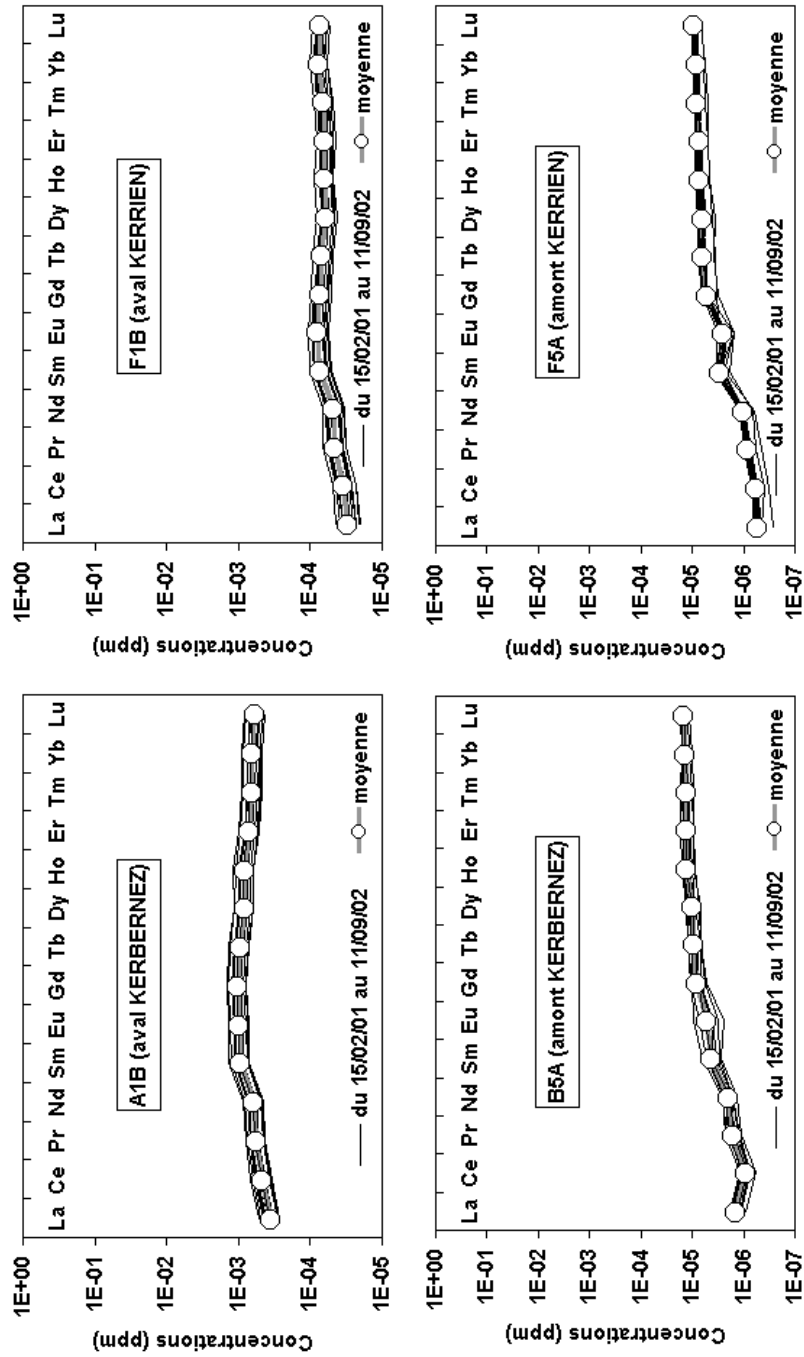 Concentrations (ppm)
1E+00
1E-01
1E-02
1E-03
1E-04
1E-05
La Ce Pr Nd Sm Eu Gd Tb Dy Ho Er Tm Yb Lu
A1B (aval KERBERNEZ)
du 15/02/01 au 11/09/02 moyenne
Concentrations (ppm)
1E+00
1E-01
1E-02
1E-03
1E-04
1E-05
La Ce Pr Nd Sm Eu Gd Tb Dy Ho Er Tm Yb Lu
F1B (aval KERRIEN)
du 15/02/01 au 11/09/02 moyenne
Concentrations (ppm)
1E+00
1E-01
1E-02
1E-03
1E-04
1E-05
1E-06
1E-07
La Ce Pr Nd Sm Eu Gd Tb Dy Ho Er Tm Yb Lu
B5A (amont KERBERNEZ)
du 15/02/01 au 11/09/02 moyenne
Concentrations (ppm)
1E+00
1E-01
1E-02
1E-03
1E-04
1E-05
1E-06
1E-07
La Ce Pr Nd Sm Eu Gd Tb Dy Ho Er Tm Yb Lu
F5A (amont KERRIEN)
du 15/02/01 au 11/09/02 moyenne